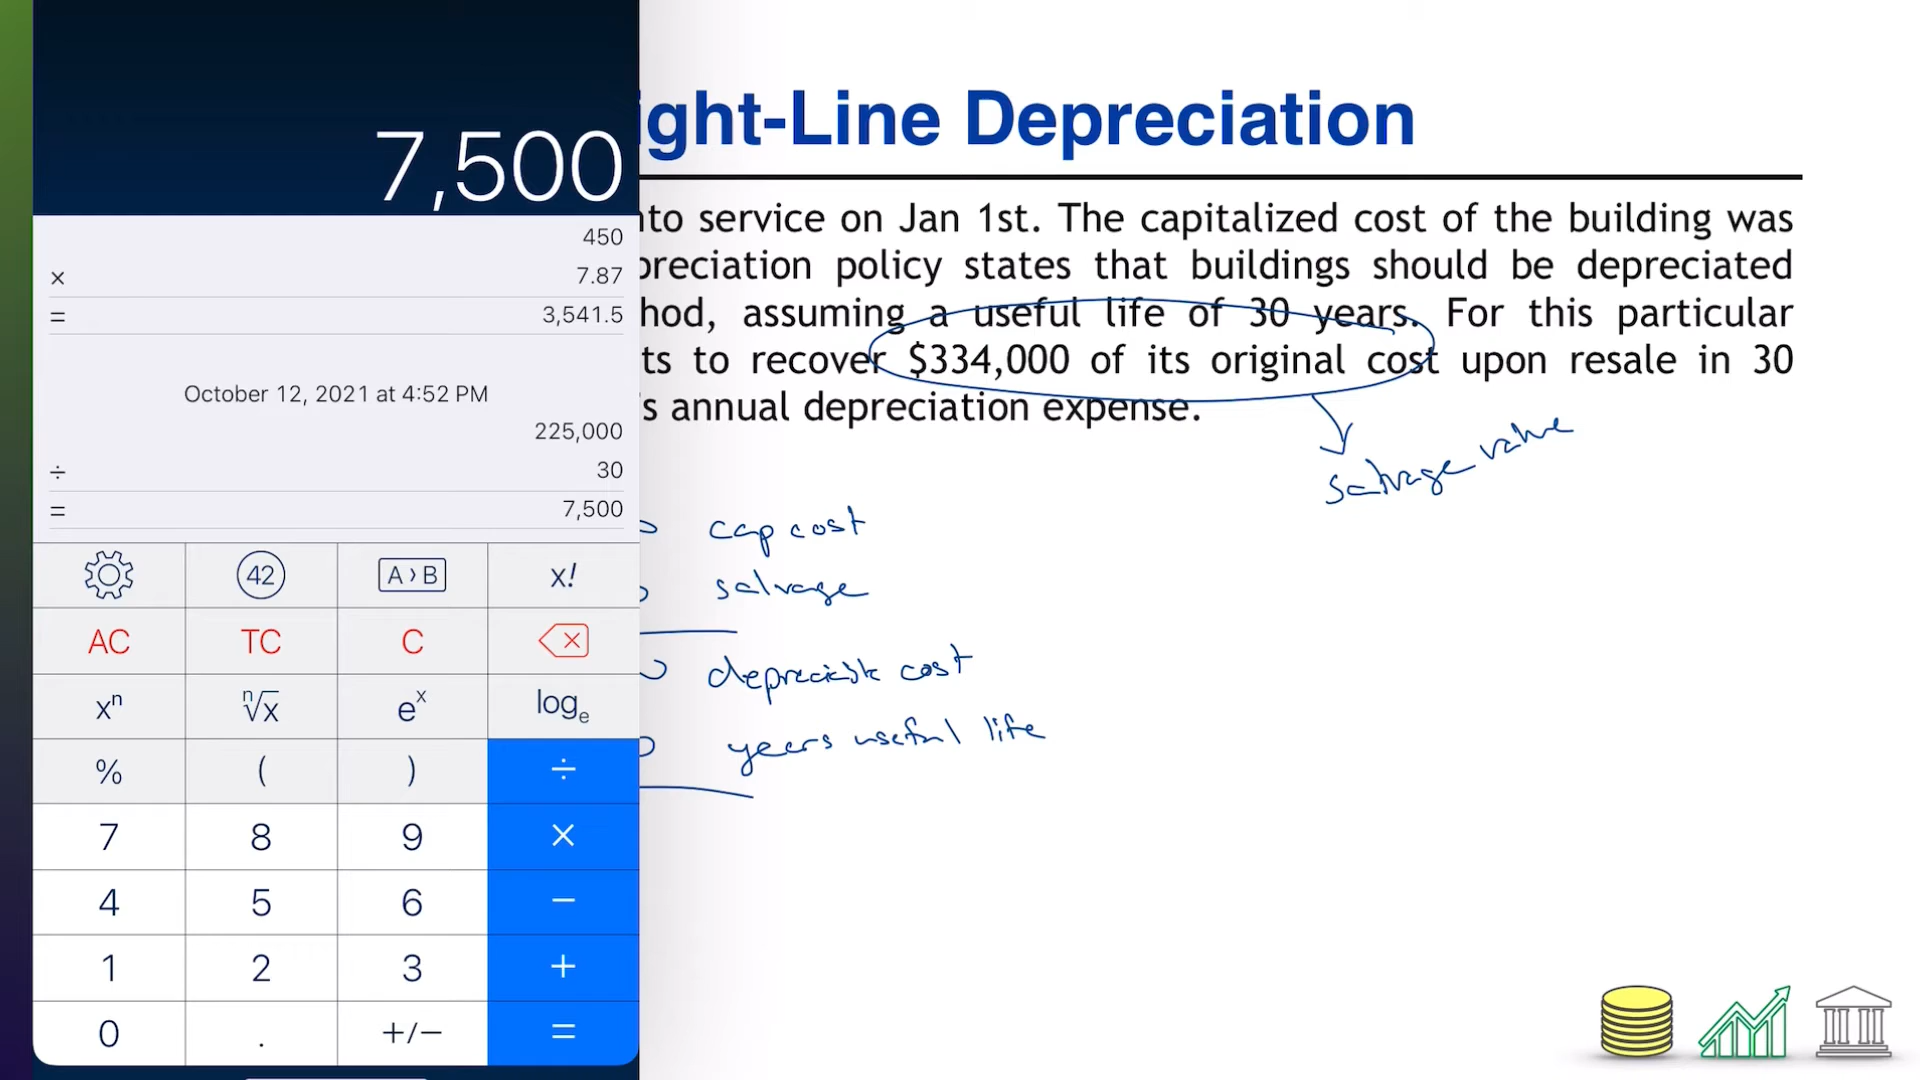 7,500
450
× 7.87
= 3,541.5
October 12, 2021 at 4:52 PM
225,000
÷ 30
= 7,500
42 A›B x!
AC TC C
xⁿ ⁿ√x eˣ logₑ
% ( ) ÷
7 8 9 ×
4 5 6 −
1 2 3 +
0 . +/− =
ight-Line Depreciation
nto service on Jan 1st. The capitalized cost of the building was
preciation policy states that buildings should be depreciated
hod, assuming a useful life of 30 years. For this particular
ts to recover $334,000 of its original cost upon resale in 30
's annual depreciation expense.
salvage value
cap cost
salvage
cost
years useful life